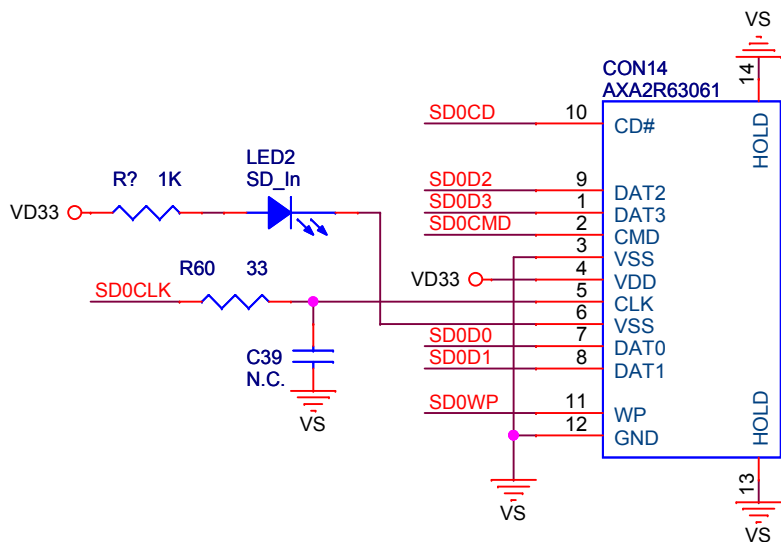 VS
14
CON14
AXA2R63061
SD0CD 10 CD# HOLD
LED2
SD_In
R? 1K
VD33
SD0D2 9 DAT2
SD0D3 1 DAT3
SD0CMD 2 CMD
3 VSS
VD33 4 VDD
R60 33
SD0CLK 5 CLK
6 VSS
SD0D0 7 DAT0
SD0D1 8 DAT1
C39
N.C.
VS
SD0WP 11 WP
12 GND HOLD
13
VS
VS